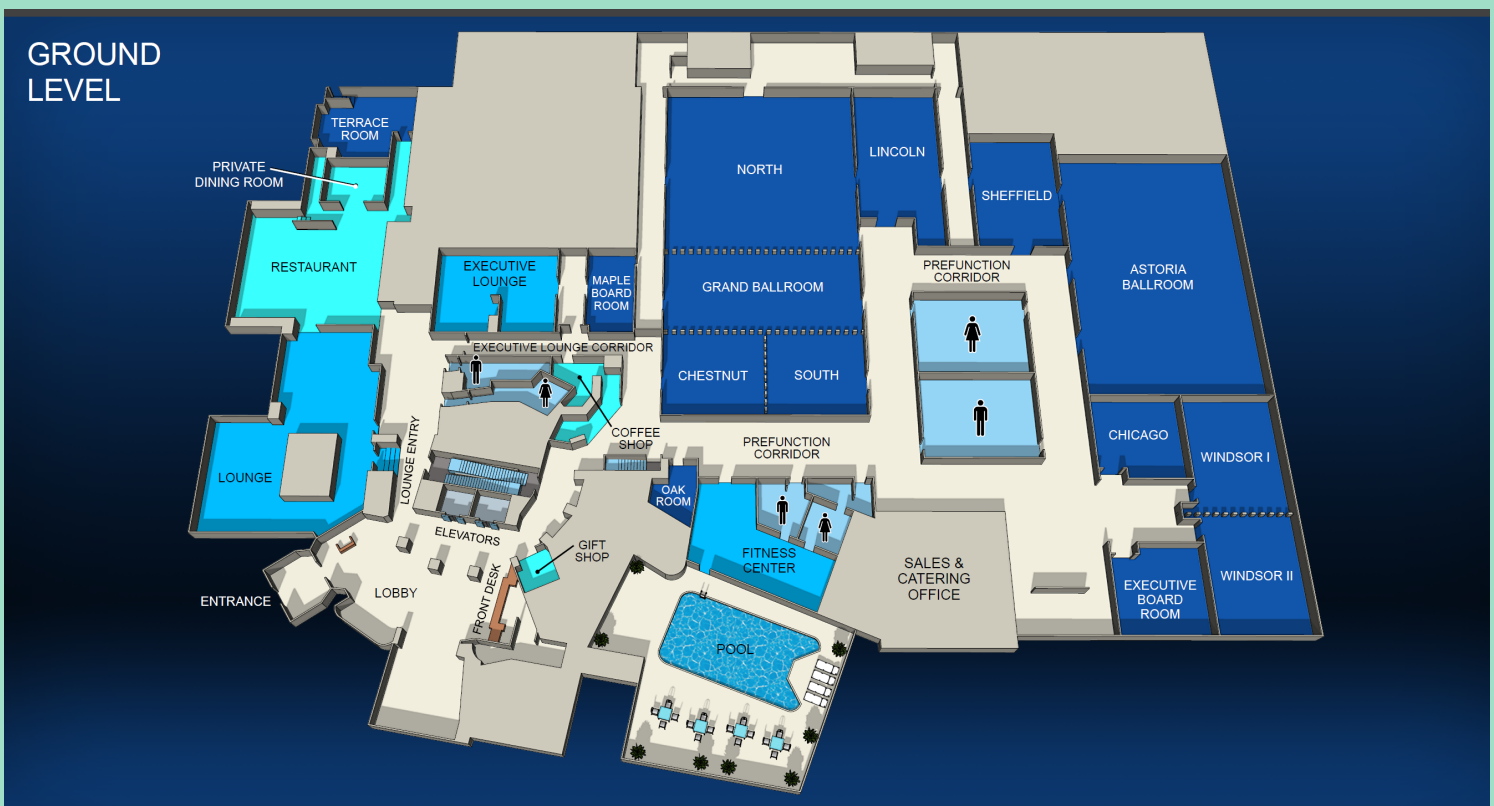 GROUND
LEVEL
TERRACE
ROOM
PRIVATE
DINING ROOM
RESTAURANT
EXECUTIVE
LOUNGE
MAPLE
BOARD
ROOM
EXECUTIVE LOUNGE CORRIDOR
NORTH
LINCOLN
SHEFFIELD
GRAND BALLROOM
PREFUNCTION
CORRIDOR
ASTORIA
BALLROOM
CHESTNUT
SOUTH
COFFEE
SHOP
PREFUNCTION
CORRIDOR
CHICAGO
WINDSOR I
LOUNGE
LOUNGE ENTRY
OAK
ROOM
ELEVATORS
GIFT
SHOP
FITNESS
CENTER
SALES &
CATERING
OFFICE
EXECUTIVE
BOARD
ROOM
WINDSOR II
ENTRANCE
LOBBY
FRONT DESK
POOL